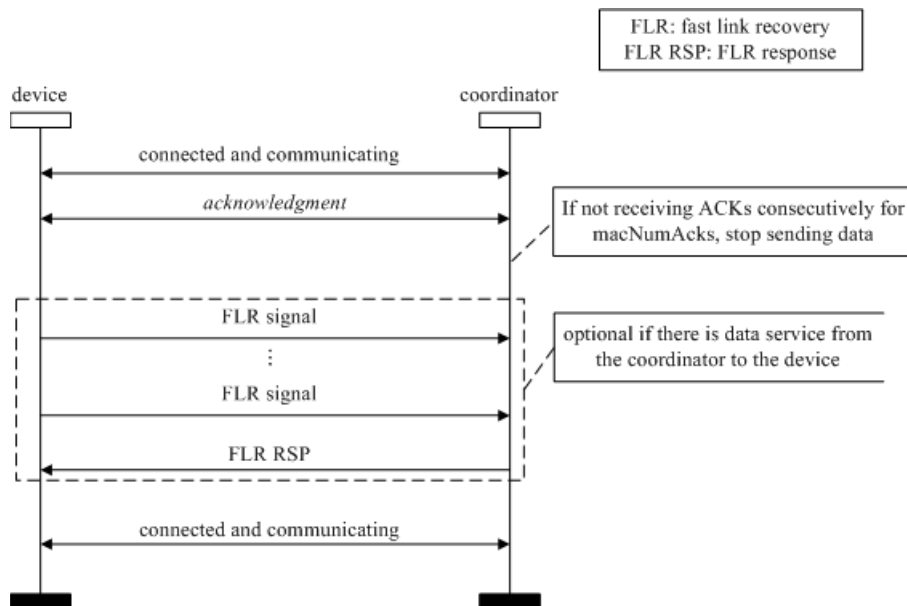 FLR: fast link recovery
FLR RSP: FLR response
device
coordinator
connected and communicating
acknowledgment
If not receiving ACKs consecutively for
macNumAcks, stop sending data
FLR signal
optional if there is data service from
the coordinator to the device
⋮
FLR signal
FLR RSP
connected and communicating